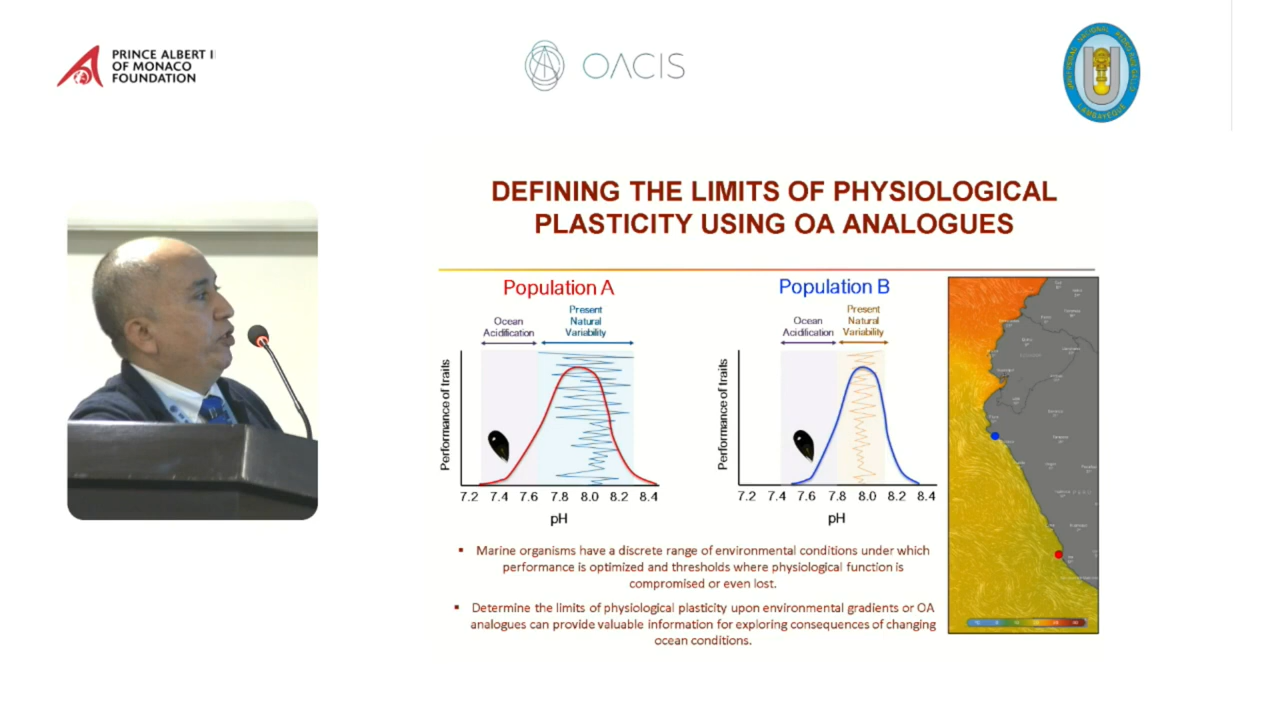 PRINCE ALBERT II
OF MONACO
FOUNDATION
OACIS
LAMBAYEQUE
DEFINING THE LIMITS OF PHYSIOLOGICAL
PLASTICITY USING OA ANALOGUES
Population A
Ocean
Acidification
Present
Natural
Variability
Performance of traits
7.2 7.4 7.6 7.8 8.0 8.2 8.4
pH
Population B
Ocean
Acidification
Present
Natural
Variability
Performance of traits
7.2 7.4 7.6 7.8 8.0 8.2 8.4
pH
▪ Marine organisms have a discrete range of environmental conditions under which
performance is optimized and thresholds where physiological function is
compromised or even lost.
▪ Determine the limits of physiological plasticity upon environmental gradients or OA
analogues can provide valuable information for exploring consequences of changing
ocean conditions.